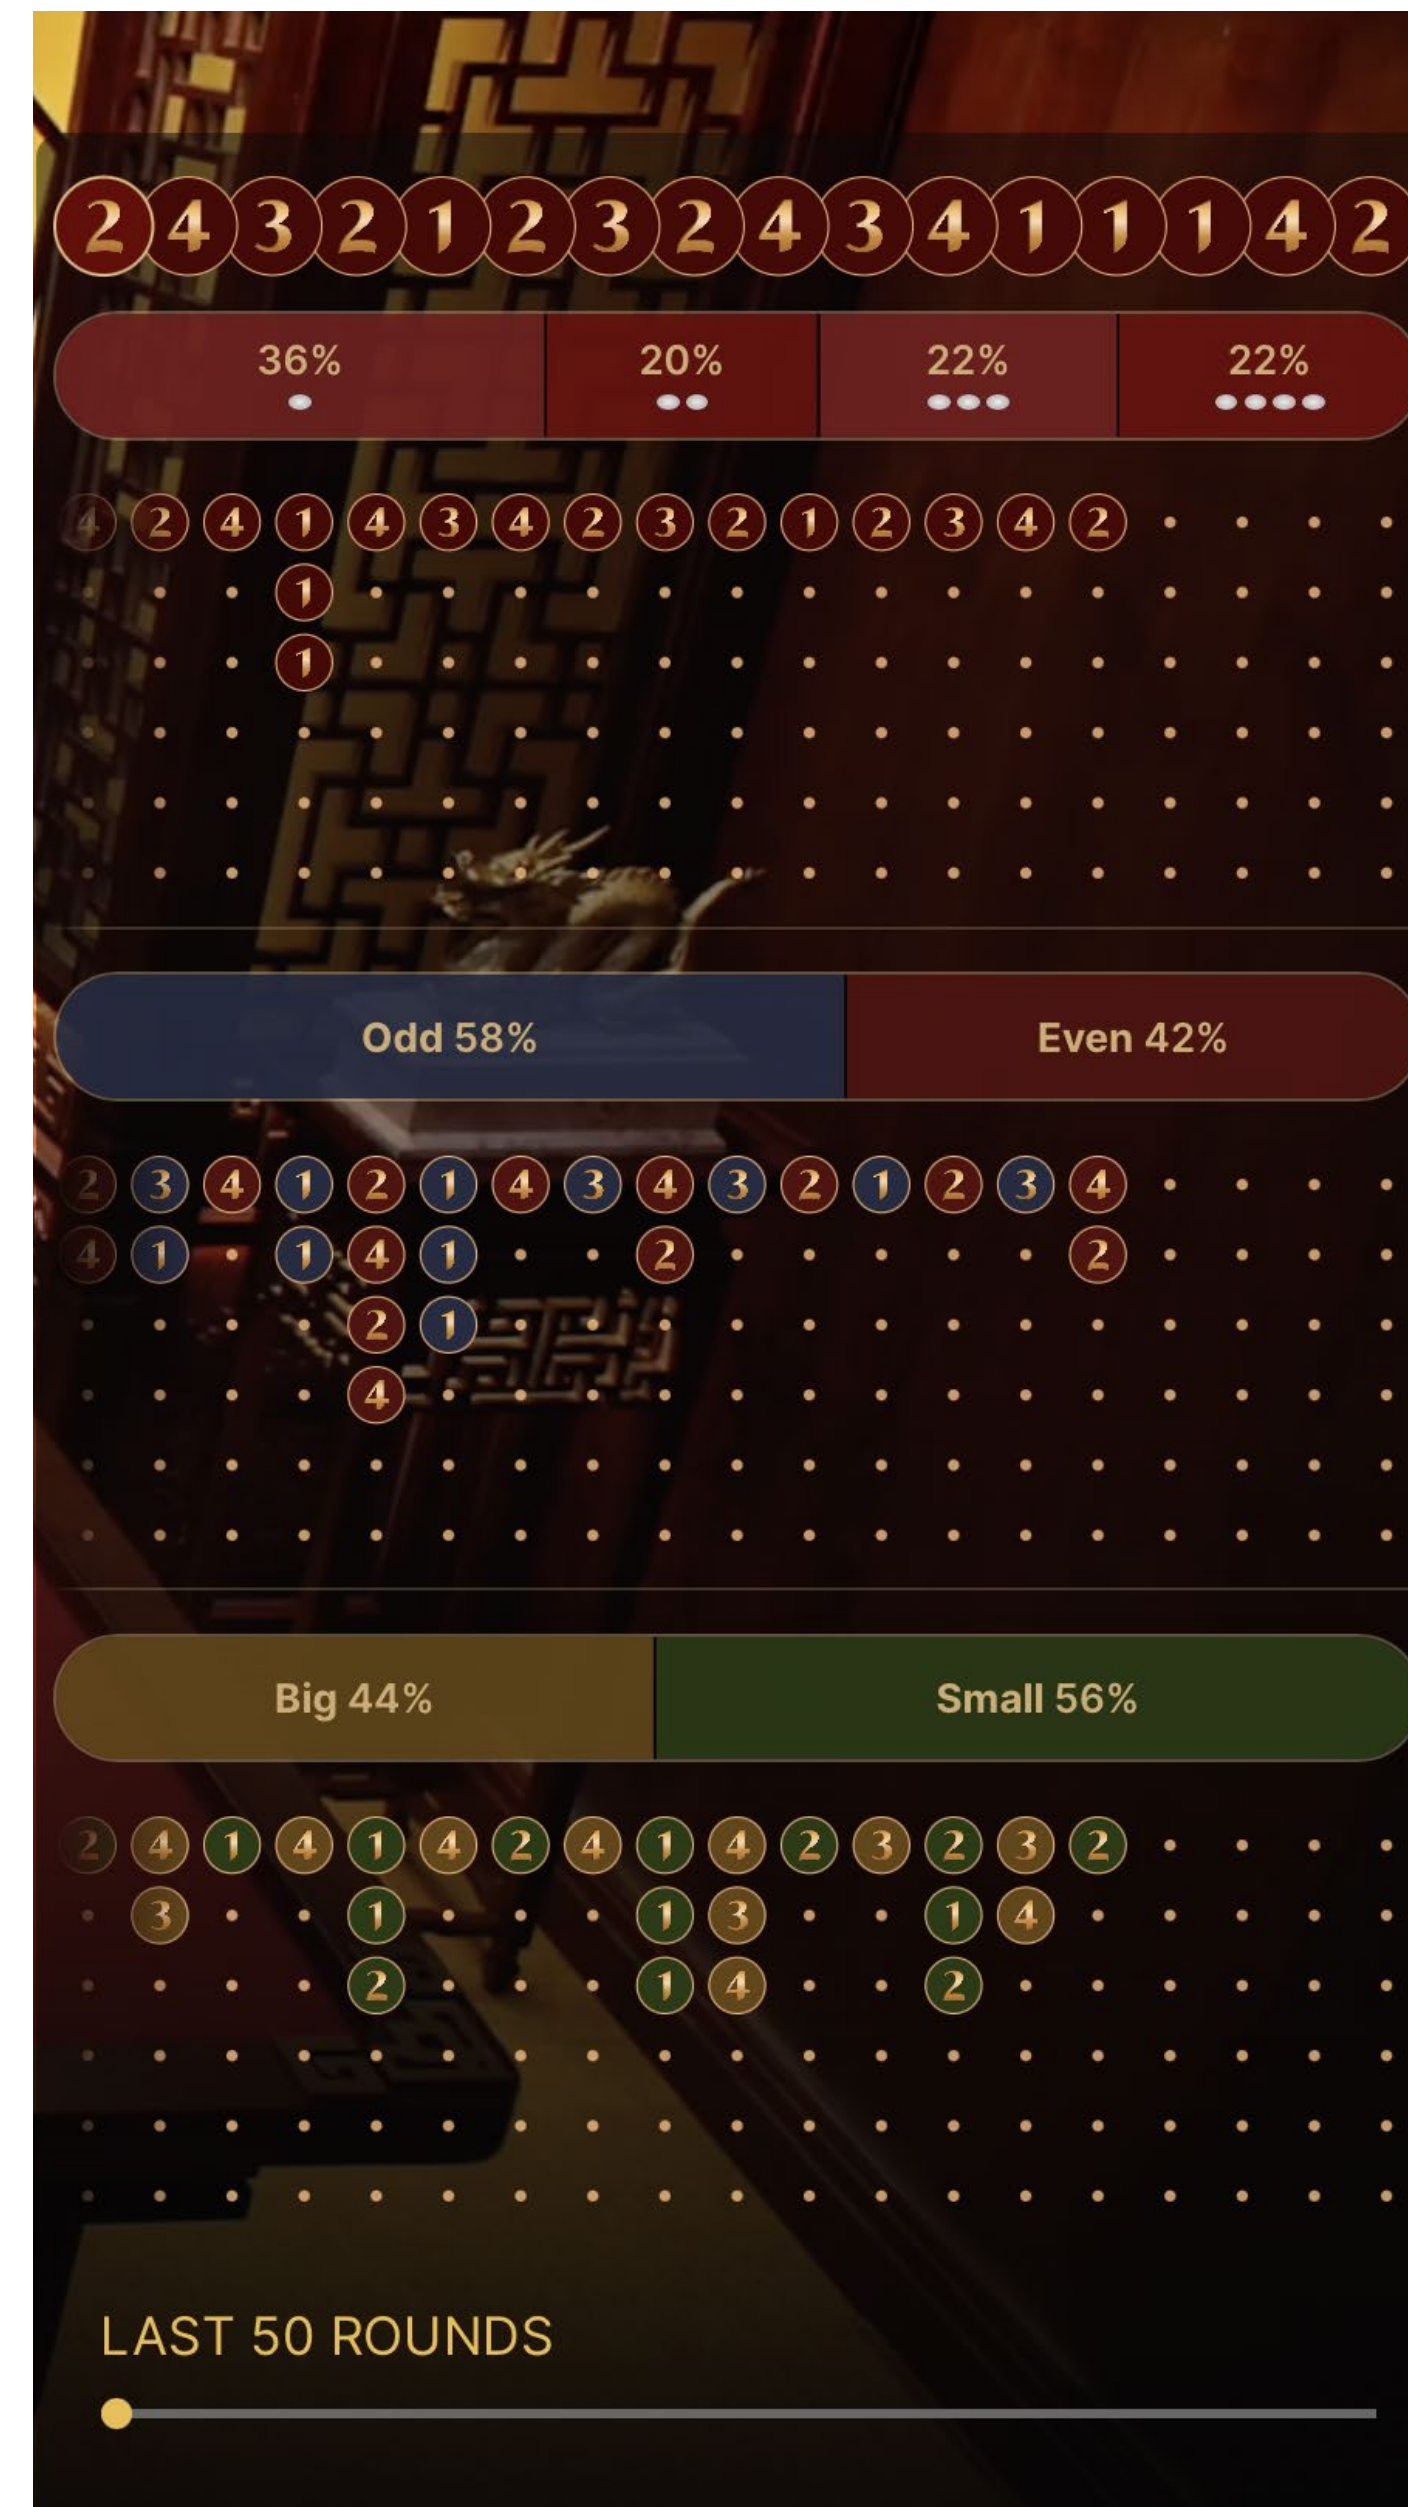 2 4 3 2 1 2 3 2 4 3 4 1 1 1 4 2
36% 20% 22% 22%
4 2 4 1 4 3 4 2 3 2 1 2 3 4 2
1
1
Odd 58% Even 42%
2 3 4 1 2 1 4 3 4 3 2 1 2 3 4
4 1 1 4 1 2 2
2 1
4
Big 44% Small 56%
2 4 1 4 1 4 2 4 1 4 2 3 2 3 2
3 1 1 3 1 4
2 1 4 2
LAST 50 ROUNDS